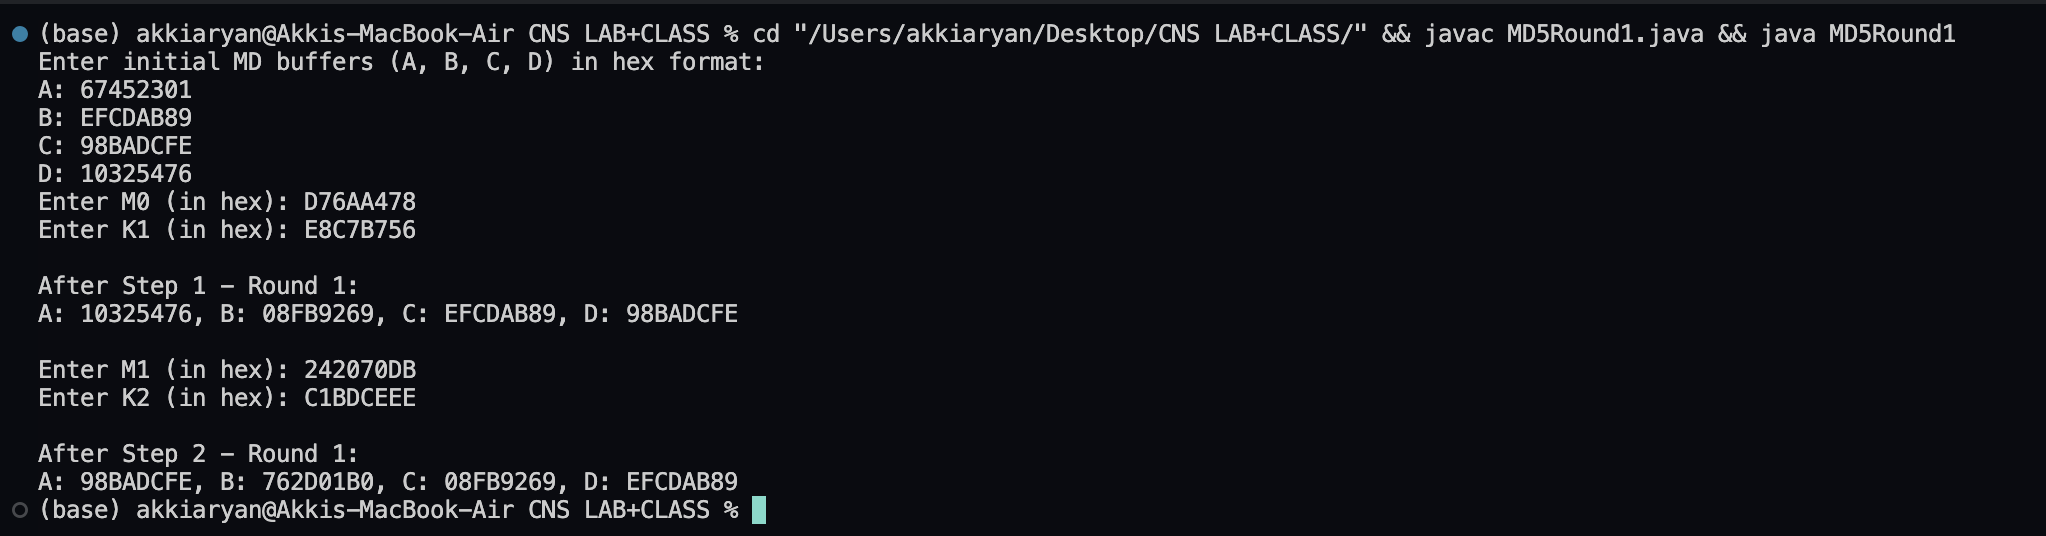 (base) akkiaryan@Akkis-MacBook-Air CNS LAB+CLASS % cd "/Users/akkiaryan/Desktop/CNS LAB+CLASS/" && javac MD5Round1.java && java MD5Round1
Enter initial MD buffers (A, B, C, D) in hex format:
A: 67452301
B: EFCDAB89
C: 98BADCFE
D: 10325476
Enter M0 (in hex): D76AA478
Enter K1 (in hex): E8C7B756
After Step 1 - Round 1:
A: 10325476, B: 08FB9269, C: EFCDAB89, D: 98BADCFE
Enter M1 (in hex): 242070DB
Enter K2 (in hex): C1BDCEEE
After Step 2 - Round 1:
A: 98BADCFE, B: 762D01B0, C: 08FB9269, D: EFCDAB89
(base) akkiaryan@Akkis-MacBook-Air CNS LAB+CLASS %